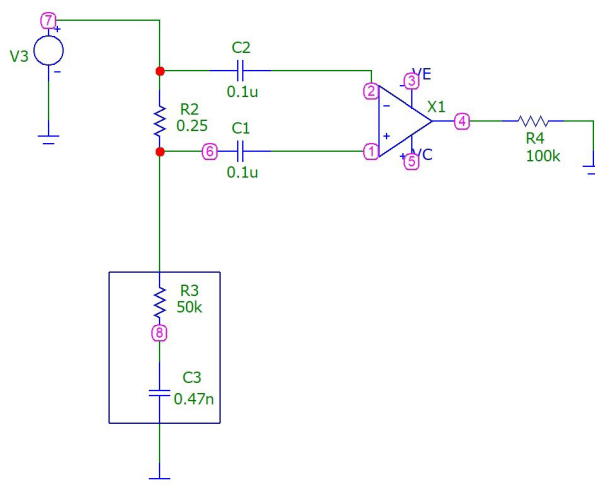 7
+
V3
-
C2
0.1u
2
3
VE
-
X1
-
+
4
R2
0.25
6
C1
0.1u
1
+
VC
5
R4
100k
R3
50k
8
C3
0.47n